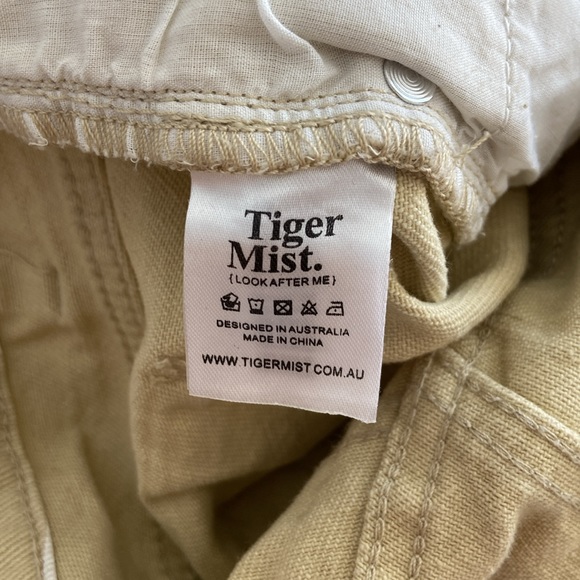 Tiger
Mist.
{LOOK AFTER ME}
DESIGNED IN AUSTRALIA
MADE IN CHINA
WWW.TIGERMIST.COM.AU